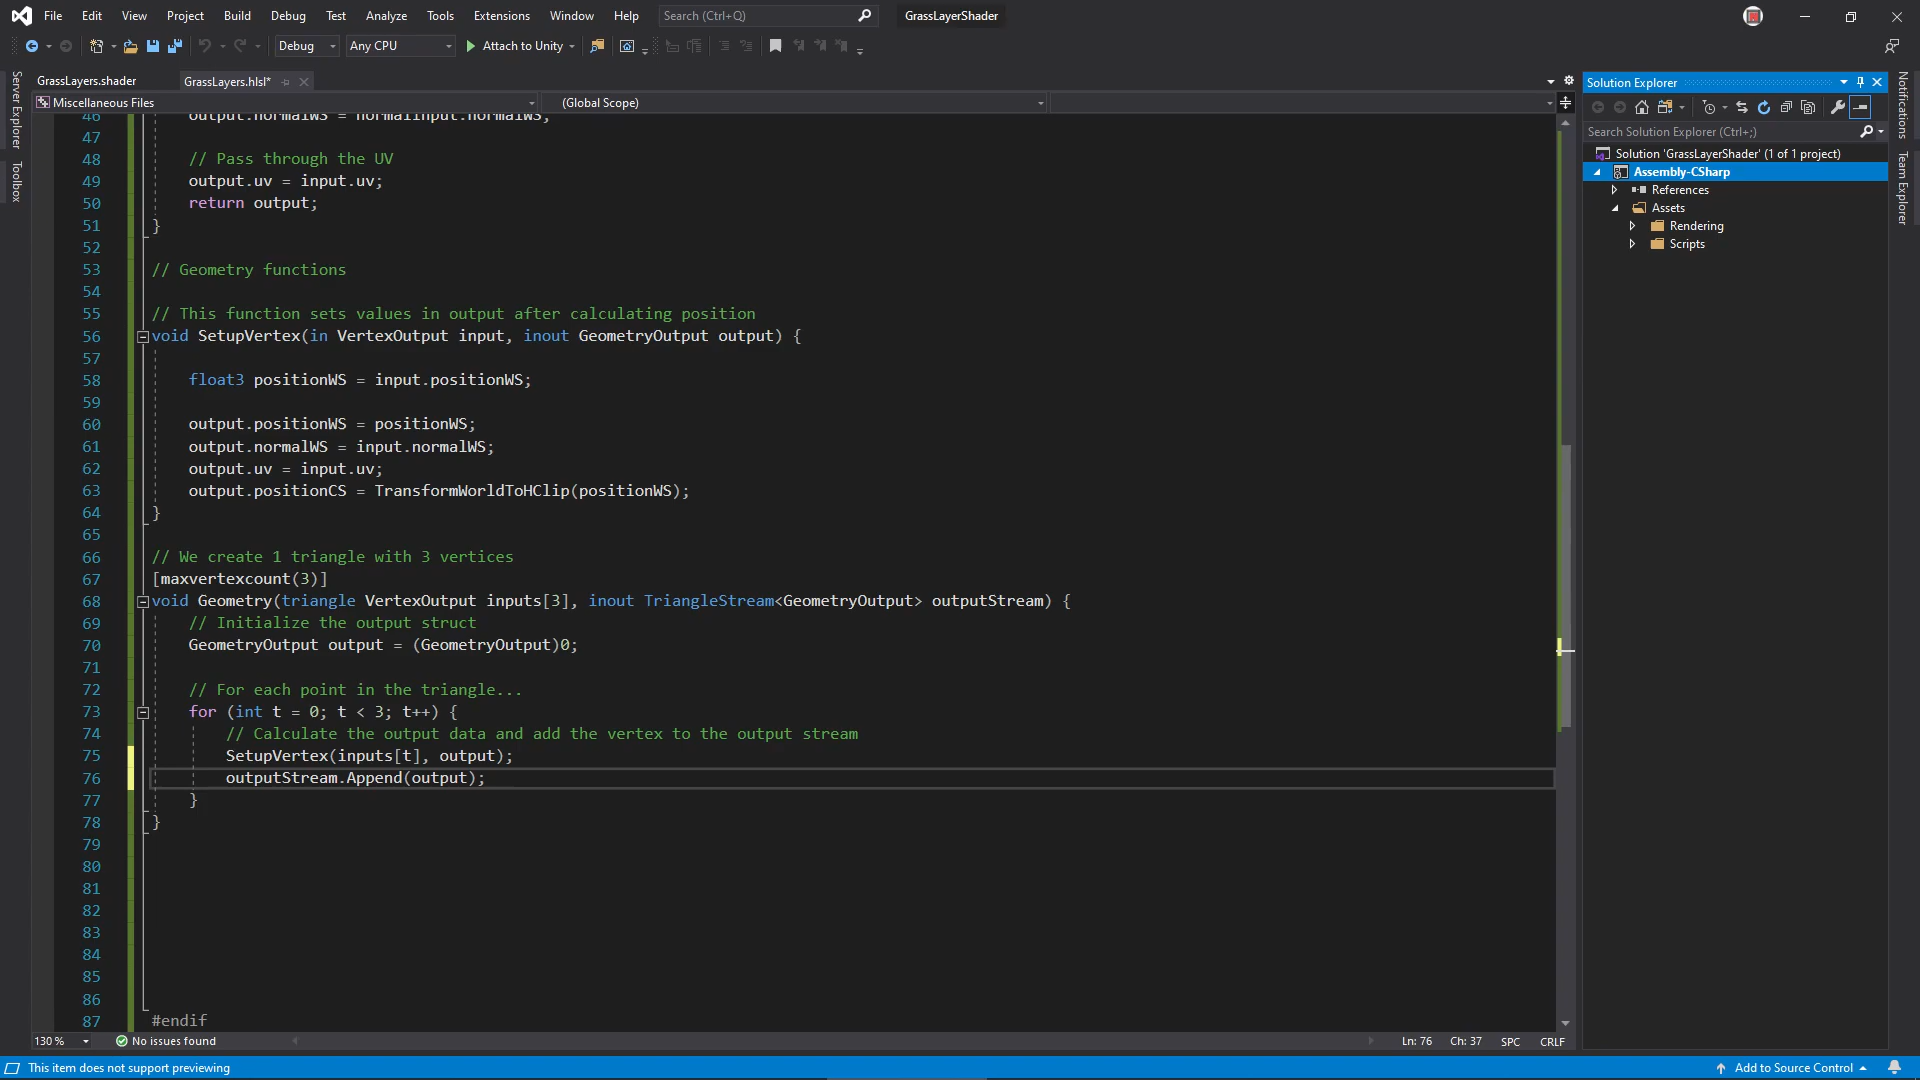 File Edit View Project Build Debug Test Analyze Tools Extensions Window Help Search (Ctrl+Q) GrassLayerShader
Debug Any CPU Attach to Unity
GrassLayers.shader GrassLayers.hlsl*
Miscellaneous Files (Global Scope)
46 output.normalWS = normalInput.normalWS;
47
48 // Pass through the UV
49 output.uv = input.uv;
50 return output;
51 }
52
53 // Geometry functions
54
55 // This function sets values in output after calculating position
56 void SetupVertex(in VertexOutput input, inout GeometryOutput output) {
57
58 float3 positionWS = input.positionWS;
59
60 output.positionWS = positionWS;
61 output.normalWS = input.normalWS;
62 output.uv = input.uv;
63 output.positionCS = TransformWorldToHClip(positionWS);
64 }
65
66 // We create 1 triangle with 3 vertices
67 [maxvertexcount(3)]
68 void Geometry(triangle VertexOutput inputs[3], inout TriangleStream<GeometryOutput> outputStream) {
69 // Initialize the output struct
70 GeometryOutput output = (GeometryOutput)0;
71
72 // For each point in the triangle...
73 for (int t = 0; t < 3; t++) {
74 // Calculate the output data and add the vertex to the output stream
75 SetupVertex(inputs[t], output);
76 outputStream.Append(output);
77 }
78 }
79
80
81
82
83
84
85
86
87 #endif
130 % No issues found Ln: 76 Ch: 37 SPC CRLF
This item does not support previewing Add to Source Control
Server Explorer
Toolbox
Solution Explorer
Search Solution Explorer (Ctrl+;)
Solution 'GrassLayerShader' (1 of 1 project)
Assembly-CSharp
References
Assets
Rendering
Scripts
Notifications
Team Explorer